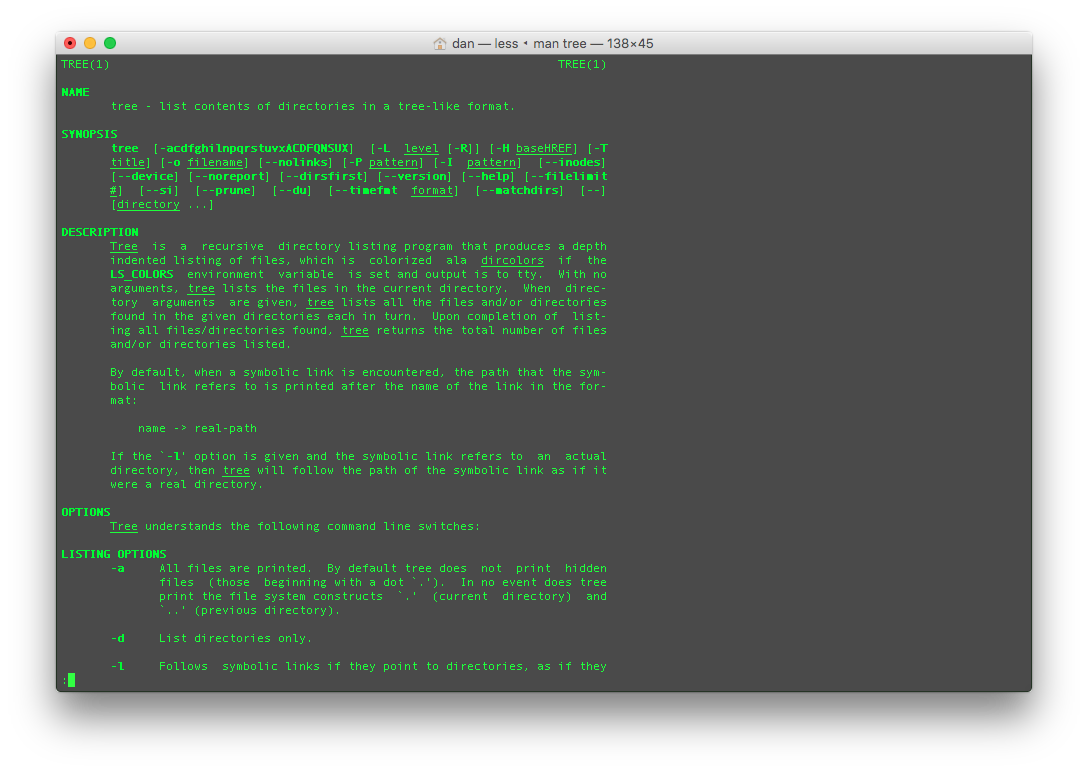 dan — less ◂ man tree — 138×45
TREE(1) TREE(1)
NAME
tree - list contents of directories in a tree-like format.
SYNOPSIS
tree [-acdfghilnpqrstuvxACDFQNSUX] [-L level [-R]] [-H baseHREF] [-T
title] [-o filename] [--nolinks] [-P pattern] [-I pattern] [--inodes]
[--device] [--noreport] [--dirsfirst] [--version] [--help] [--filelimit
#] [--si] [--prune] [--du] [--timefmt format] [--matchdirs] [--]
[directory ...]
DESCRIPTION
Tree is a recursive directory listing program that produces a depth
indented listing of files, which is colorized ala dircolors if the
LS_COLORS environment variable is set and output is to tty. With no
arguments, tree lists the files in the current directory. When direc-
tory arguments are given, tree lists all the files and/or directories
found in the given directories each in turn. Upon completion of list-
ing all files/directories found, tree returns the total number of files
and/or directories listed.
By default, when a symbolic link is encountered, the path that the sym-
bolic link refers to is printed after the name of the link in the for-
mat:
name -> real-path
If the `-l' option is given and the symbolic link refers to an actual
directory, then tree will follow the path of the symbolic link as if it
were a real directory.
OPTIONS
Tree understands the following command line switches:
LISTING OPTIONS
-a All files are printed. By default tree does not print hidden
files (those beginning with a dot `.'). In no event does tree
print the file system constructs `.' (current directory) and
`..' (previous directory).
-d List directories only.
-l Follows symbolic links if they point to directories, as if they
: